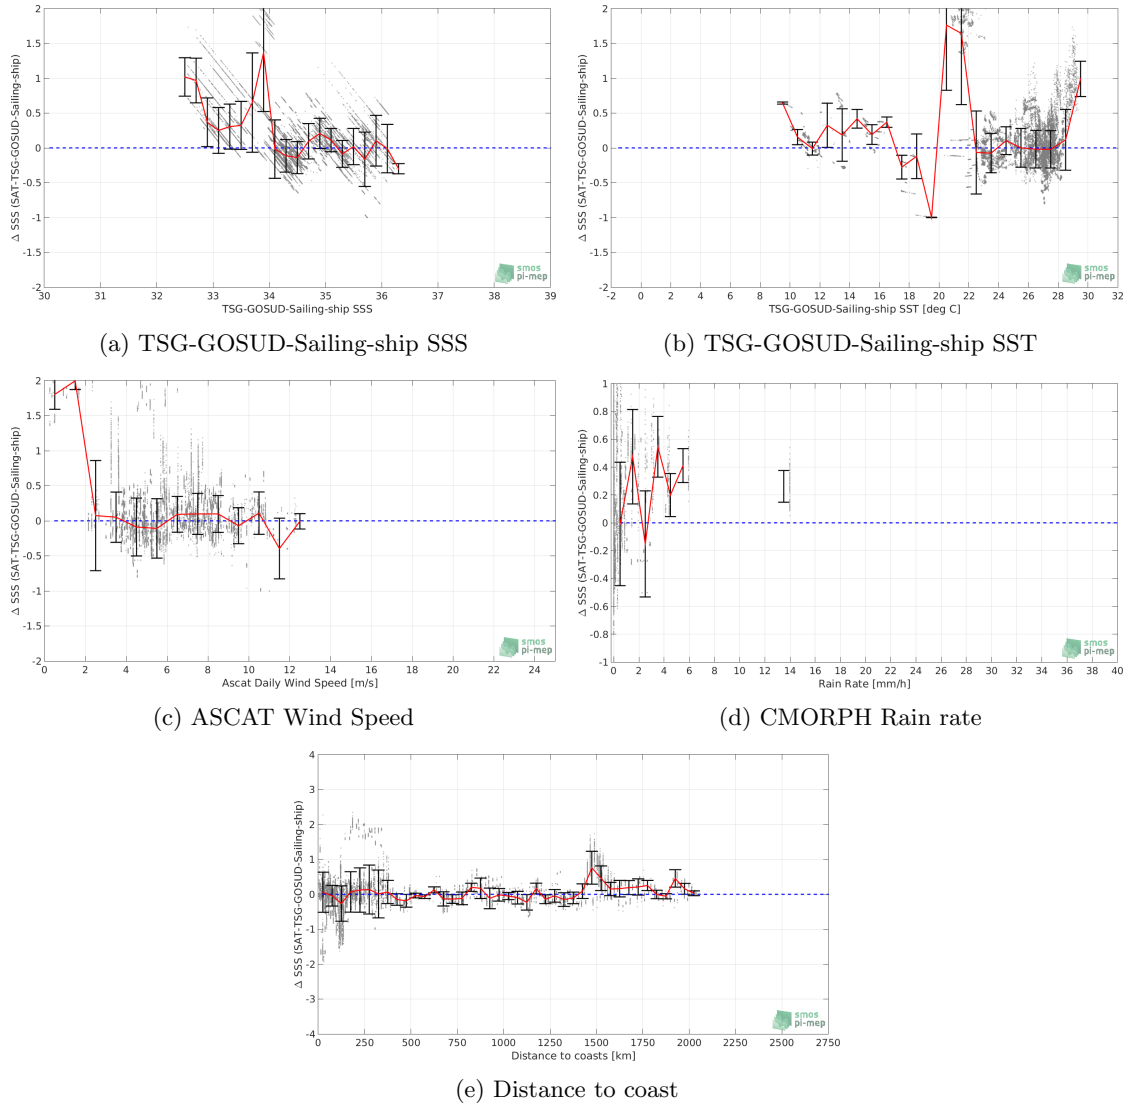 2
1.5
1
0.5
0
-0.5
-1
-1.5
-2
Δ SSS (SAT-TSG-GOSUD-Sailing-ship)
30 31 32 33 34 35 36 37 38 39
TSG-GOSUD-Sailing-ship SSS
smos
pi-mep
(a) TSG-GOSUD-Sailing-ship SSS
2
1.5
1
0.5
0
-0.5
-1
-1.5
-2
Δ SSS (SAT-TSG-GOSUD-Sailing-ship)
-2 0 2 4 6 8 10 12 14 16 18 20 22 24 26 28 30 32
TSG-GOSUD-Sailing-ship SST [deg C]
smos
pi-mep
(b) TSG-GOSUD-Sailing-ship SST
2
1.5
1
0.5
0
-0.5
-1
-1.5
-2
Δ SSS (SAT-TSG-GOSUD-Sailing-ship)
0 2 4 6 8 10 12 14 16 18 20 22 24
Ascat Daily Wind Speed [m/s]
smos
pi-mep
(c) ASCAT Wind Speed
1
0.8
0.6
0.4
0.2
0
-0.2
-0.4
-0.6
-0.8
-1
Δ SSS (SAT-TSG-GOSUD-Sailing-ship)
0 2 4 6 8 10 12 14 16 18 20 22 24 26 28 30 32 34 36 38 40
Rain Rate [mm/h]
smos
pi-mep
(d) CMORPH Rain rate
4
3
2
1
0
-1
-2
-3
-4
Δ SSS (SAT-TSG-GOSUD-Sailing-ship)
0 250 500 750 1000 1250 1500 1750 2000 2250 2500 2750
Distance to coasts [km]
smos
pi-mep
(e) Distance to coast